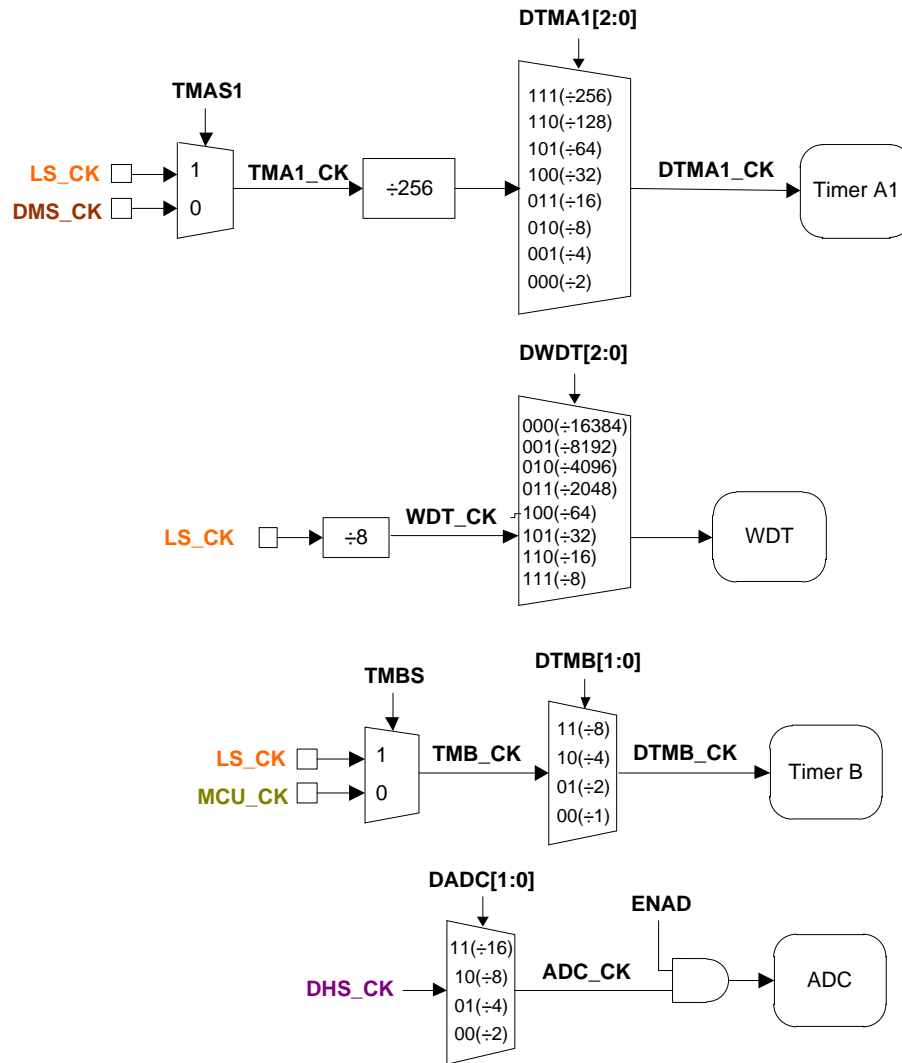 DTMA1[2:0]
TMAS1
111(÷256)
110(÷128)
101(÷64)
100(÷32)
011(÷16)
010(÷8)
001(÷4)
000(÷2)
LS_CK
1
DMS_CK
0
TMA1_CK
÷256
DTMA1_CK
Timer A1
DWDT[2:0]
000(÷16384)
001(÷8192)
010(÷4096)
011(÷2048)
100(÷64)
101(÷32)
110(÷16)
111(÷8)
LS_CK
÷8
WDT_CK
WDT
DTMB[1:0]
TMBS
11(÷8)
10(÷4)
01(÷2)
00(÷1)
LS_CK
1
MCU_CK
0
TMB_CK
DTMB_CK
Timer B
DADC[1:0]
ENAD
11(÷16)
10(÷8)
01(÷4)
00(÷2)
DHS_CK
ADC_CK
ADC